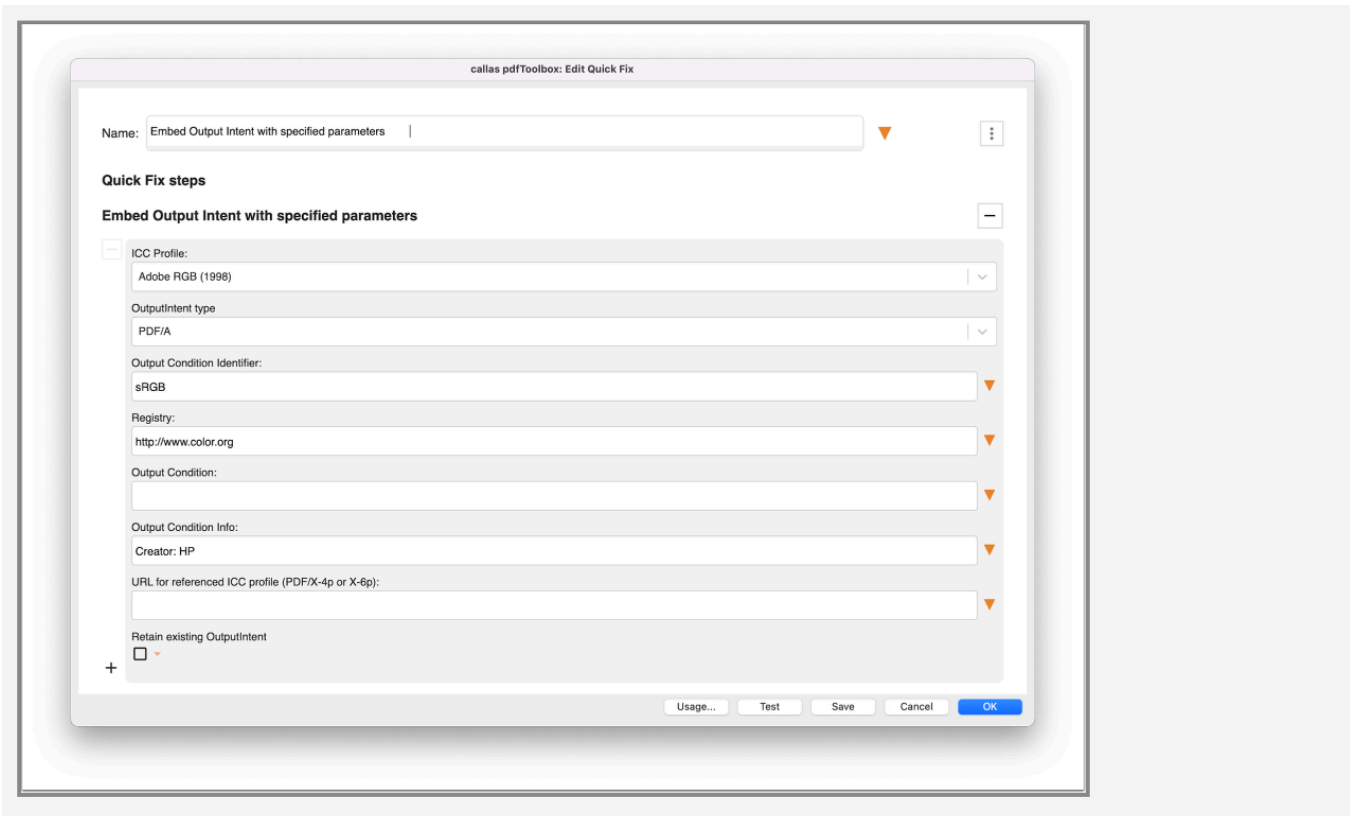 callas pdfToolbox: Edit Quick Fix
Name: Embed Output Intent with specified parameters
Quick Fix steps
Embed Output Intent with specified parameters
ICC Profile:
Adobe RGB (1998)
OutputIntent type
PDF/A
Output Condition Identifier:
sRGB
Registry:
http://www.color.org
Output Condition:
Output Condition Info:
Creator: HP
URL for referenced ICC profile (PDF/X-4p or X-6p):
Retain existing OutputIntent
Usage... Test Save Cancel OK